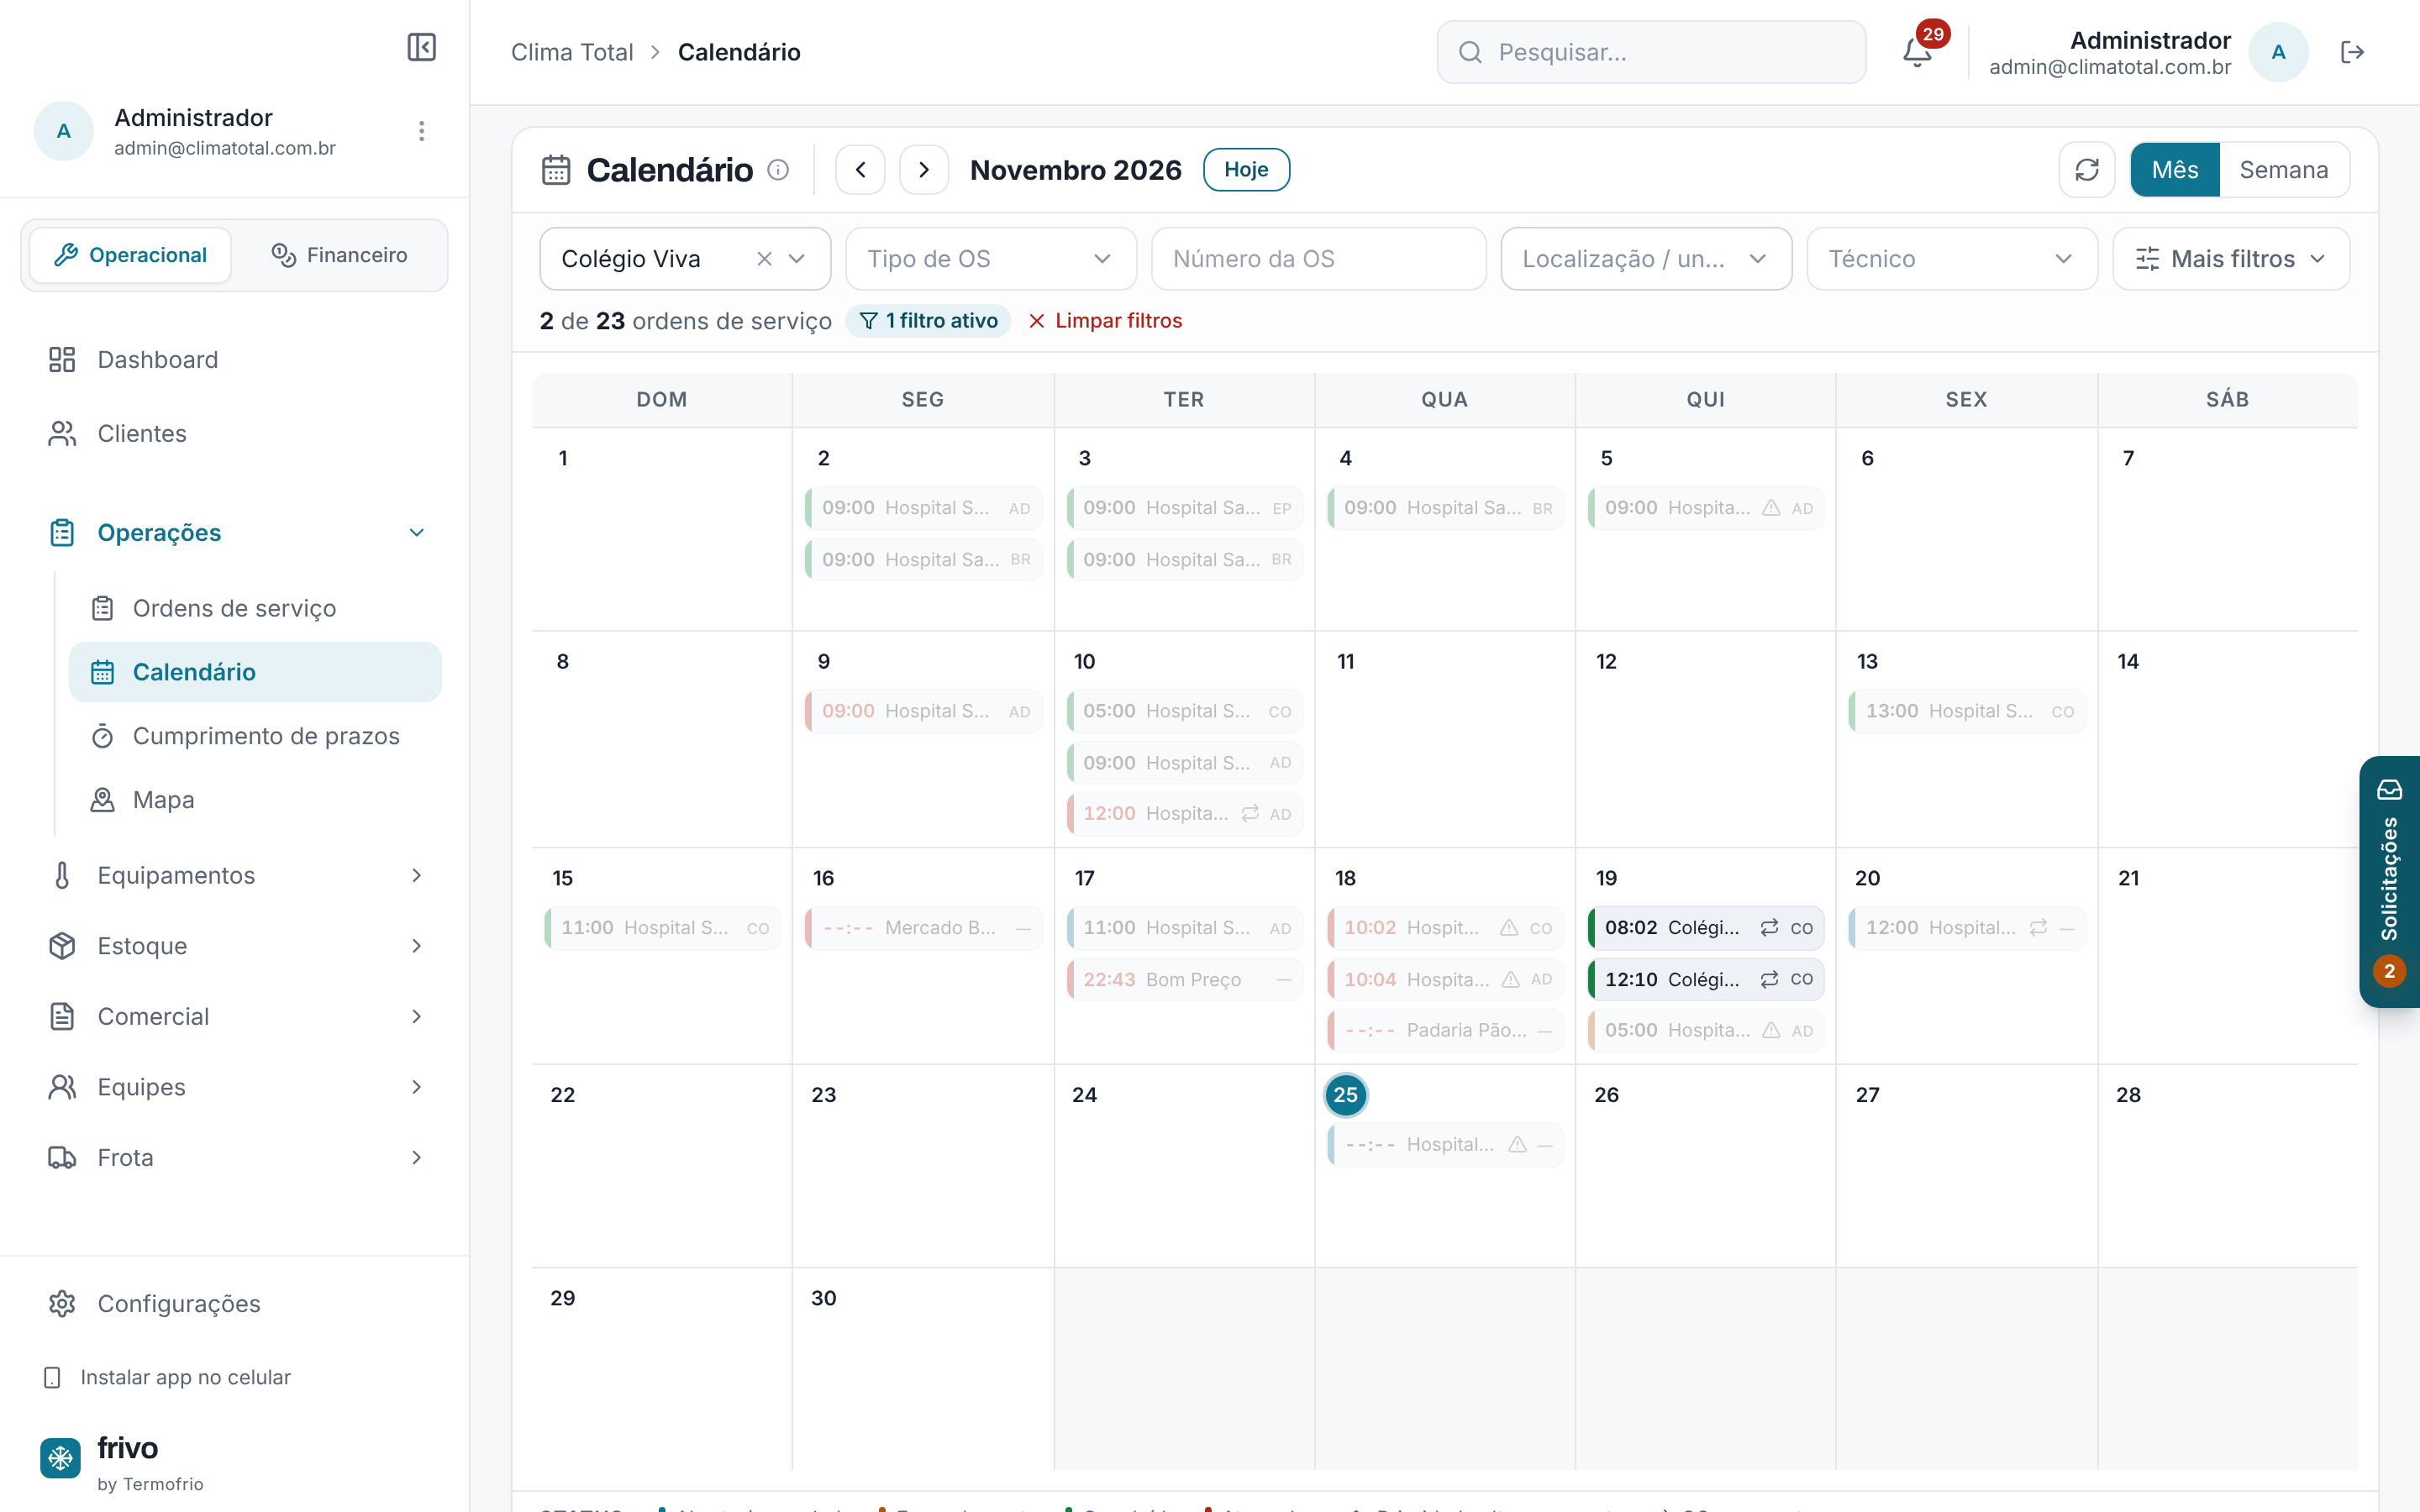 Administrador
admin@climatotal.com.br
Operacional
Financeiro
Dashboard
Clientes
Operações
Ordens de serviço
Calendário
Cumprimento de prazos
Mapa
Equipamentos
Estoque
Comercial
Equipes
Frota
Configurações
Instalar app no celular
frivo
by Termofrio
Clima Total > Calendário
Pesquisar...
29
Administrador
admin@climatotal.com.br
A
A
Calendário
Novembro 2026
Hoje
Mês
Semana
Colégio Viva
Tipo de OS
Número da OS
Localização / un...
Técnico
Mais filtros
2 de 23 ordens de serviço
1 filtro ativo
Limpar filtros
DOM SEG TER QUA QUI SEX SÁB
1
2
09:00 Hospital S... AD
09:00 Hospital Sa... BR
3
09:00 Hospital Sa... EP
09:00 Hospital Sa... BR
4
09:00 Hospital Sa... BR
5
09:00 Hospita... AD
6
7
8
9
09:00 Hospital S... AD
10
05:00 Hospital S... CO
09:00 Hospital S... AD
12:00 Hospita... AD
11
12
13
13:00 Hospital S... CO
14
15
11:00 Hospital S... CO
16
--:-- Mercado B... —
17
11:00 Hospital S... AD
22:43 Bom Preço —
18
10:02 Hospit... CO
10:04 Hospita... AD
--:-- Padaria Pão... —
19
08:02 Colégi... CO
12:10 Colégi... CO
05:00 Hospita... AD
20
12:00 Hospital... —
21
22
23
24
25
--:-- Hospital... —
26
27
28
29
30
Solicitações
2